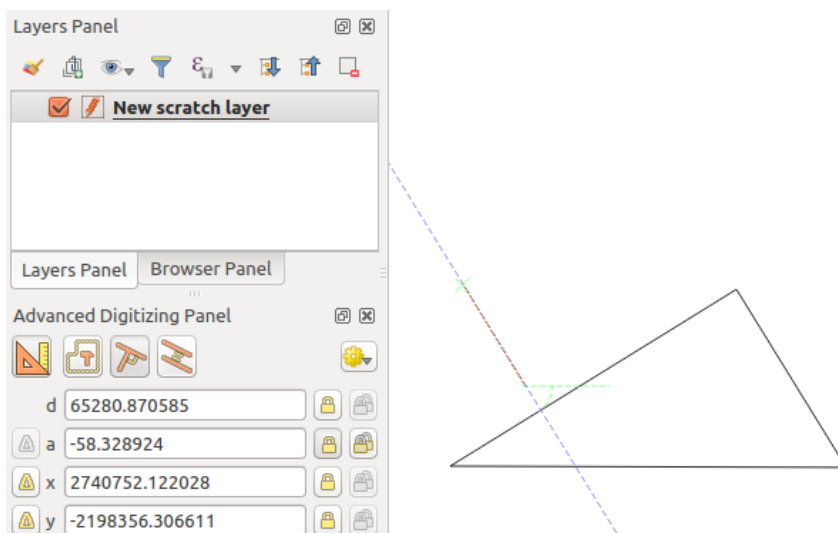 Layers Panel
New scratch layer
Layers Panel
Browser Panel
Advanced Digitizing Panel
d 65280.870585
a -58.328924
x 2740752.122028
y -2198356.306611